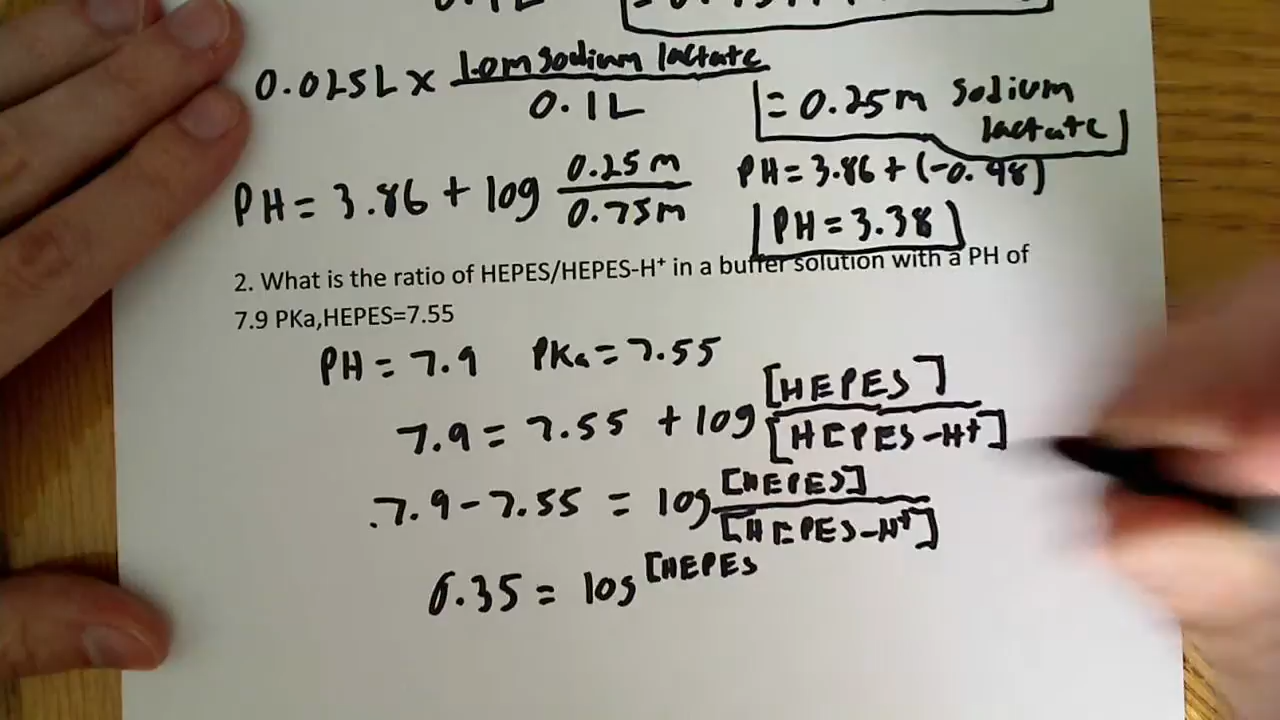 0.025L x 1.0m sodium lactate / 0.1L = 0.25m sodium lactate
PH = 3.86 + log 0.25m / 0.75m PH = 3.86 + (-0.48)
PH = 3.38
2. What is the ratio of HEPES/HEPES-H⁺ in a buffer solution with a PH of
7.9 PKa,HEPES=7.55
PH = 7.9 PKa = 7.55
7.9 = 7.55 + log [HEPES] / [HEPES-H⁺]
.7.9 - 7.55 = log [HEPES] / [HEPES-H⁺]
0.35 = log [HEPES